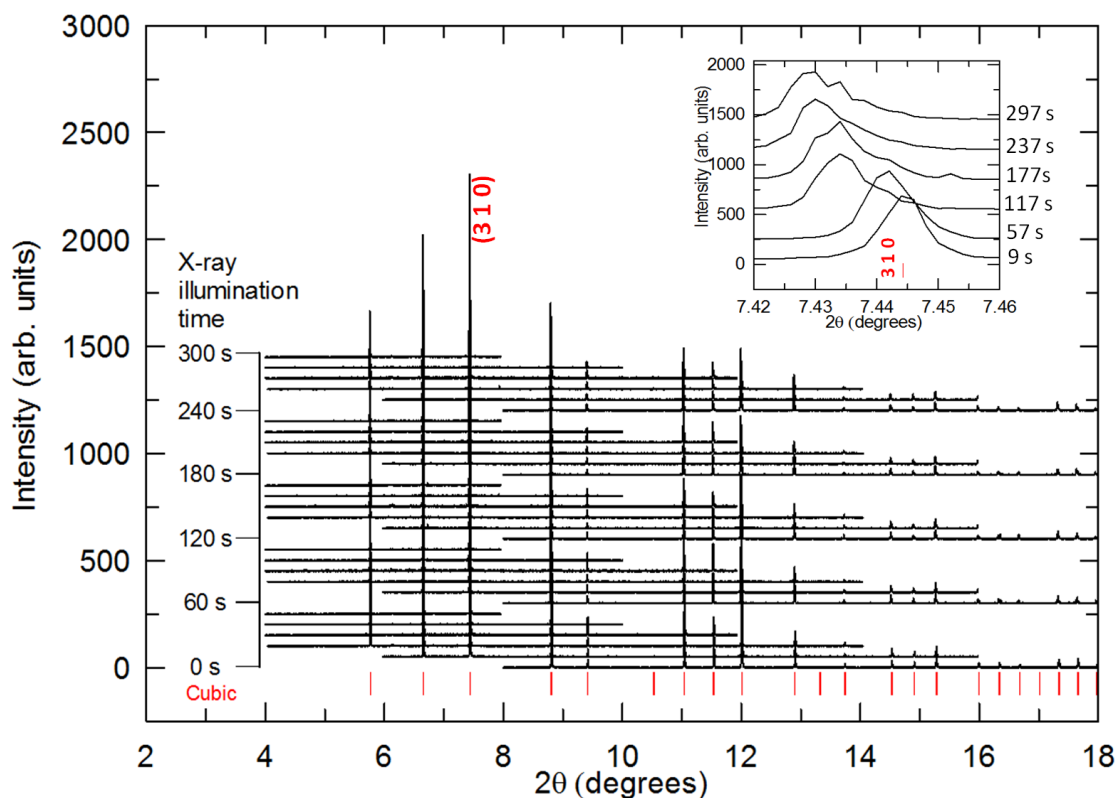 3000
2500
2000
1500
1000
500
0
Intensity (arb. units)
X-ray
illumination
time
300 s
240 s
180 s
120 s
60 s
0 s
Cubic
(3 1 0)
2 4 6 8 10 12 14 16 18
2θ (degrees)
2000
1500
1000
500
0
Intensity (arb. units)
297 s
237 s
177 s
117 s
57 s
9 s
3 1 0
7.42 7.43 7.44 7.45 7.46
2θ (degrees)